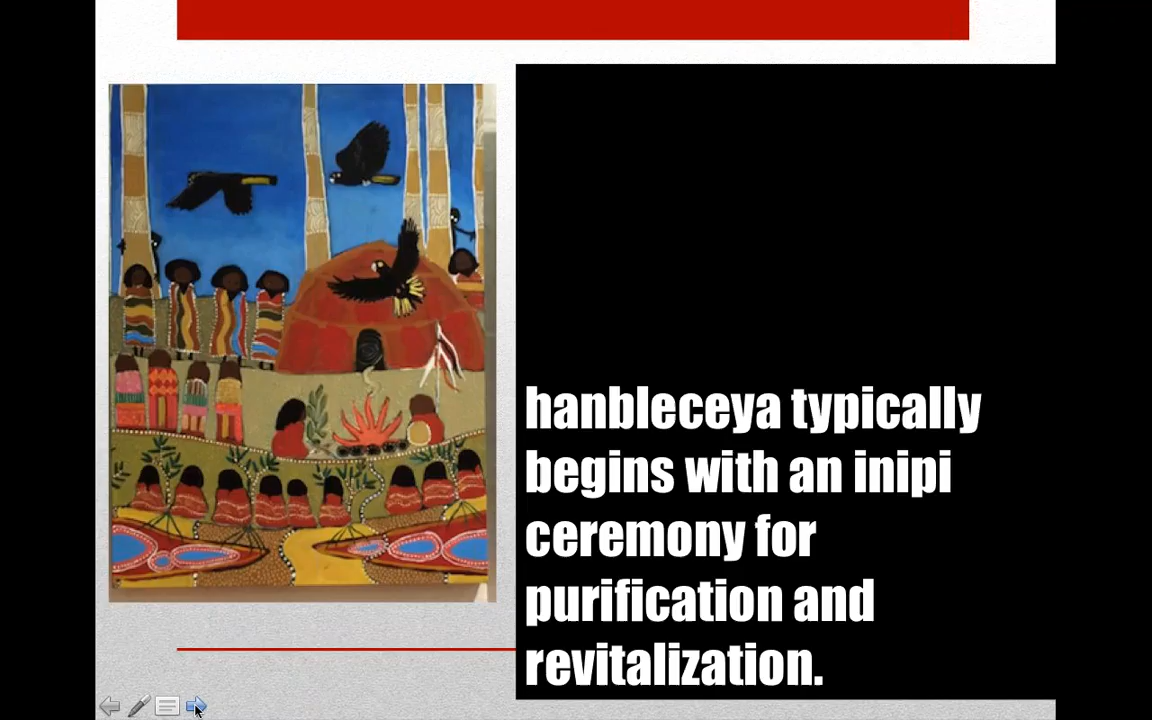 hanbleceya typically
begins with an inipi
ceremony for
purification and
revitalization.